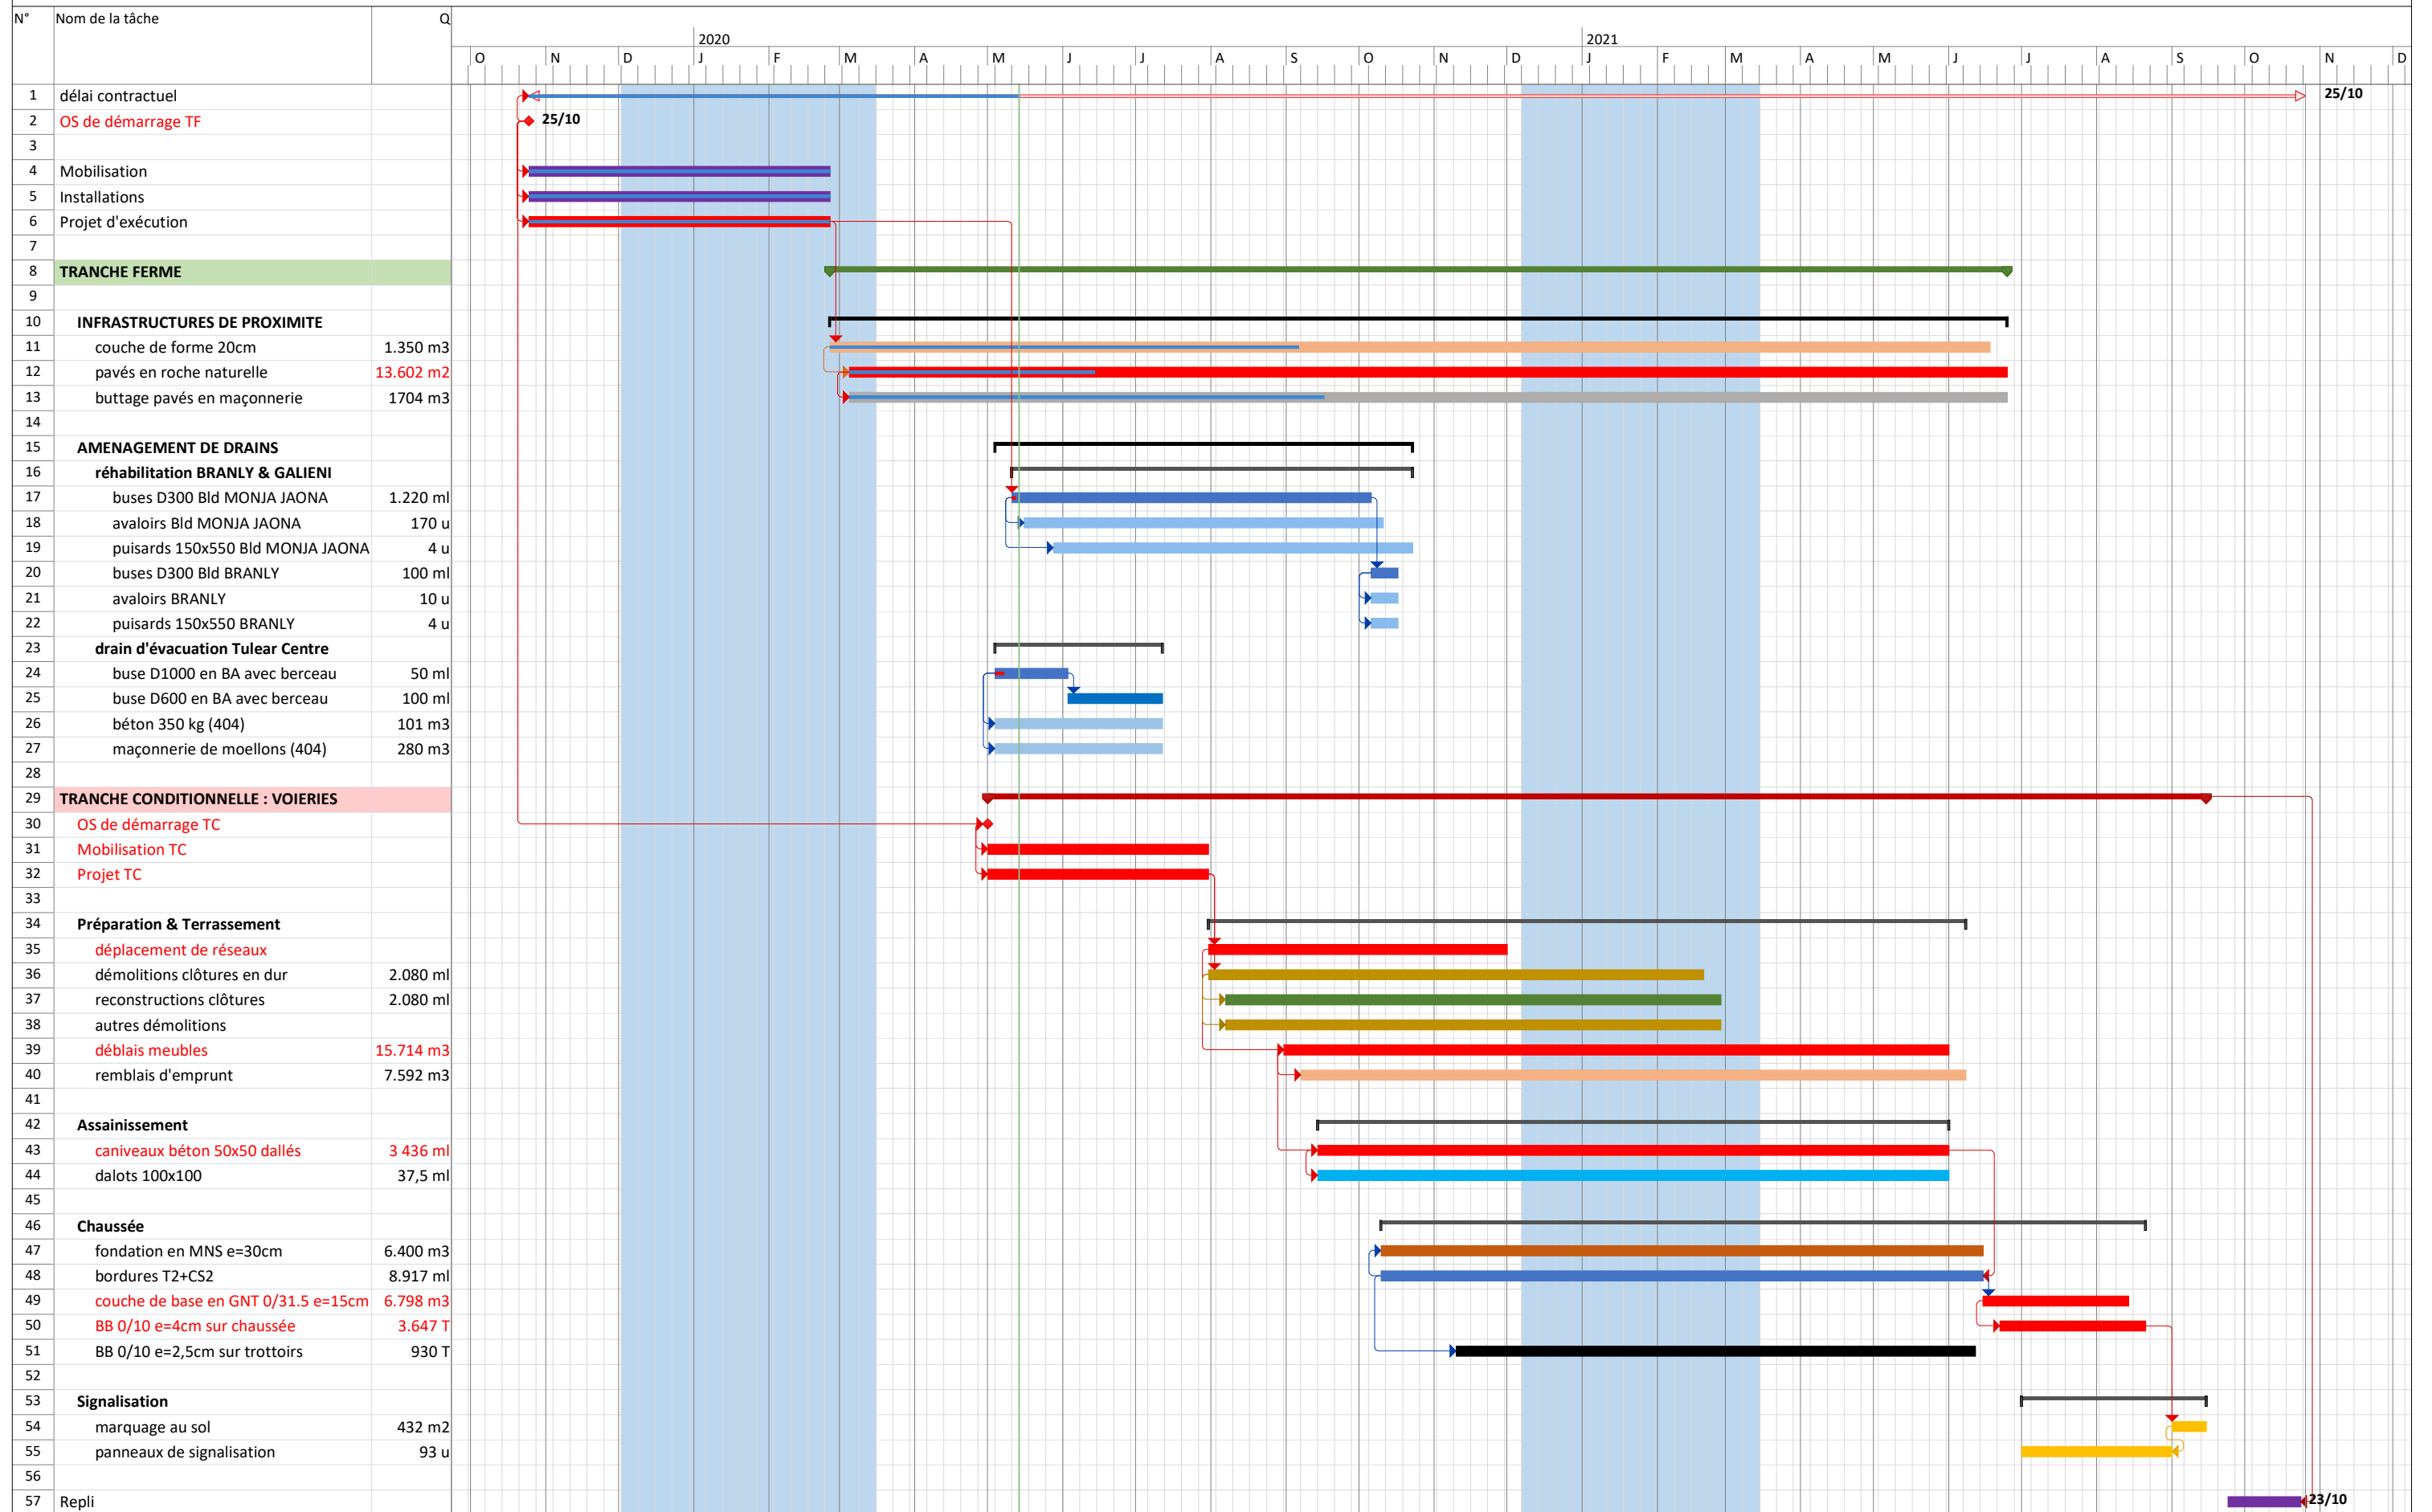 N° Nom de la tâche Q
2020 2021
O N D J F M A M J J A S O N D J F M A M J J A S O N D
1 délai contractuel 25/10
2 OS de démarrage TF 25/10
3
4 Mobilisation
5 Installations
6 Projet d'exécution
7
8 TRANCHE FERME
9
10 INFRASTRUCTURES DE PROXIMITE
11 couche de forme 20cm 1.350 m3
12 pavés en roche naturelle 13.602 m2
13 buttage pavés en maçonnerie 1704 m3
14
15 AMENAGEMENT DE DRAINS
16 réhabilitation BRANLY & GALIENI
17 buses D300 Bld MONJA JAONA 1.220 ml
18 avaloirs Bld MONJA JAONA 170 u
19 puisards 150x550 Bld MONJA JAONA 4 u
20 buses D300 Bld BRANLY 100 ml
21 avaloirs BRANLY 10 u
22 puisards 150x550 BRANLY 4 u
23 drain d'évacuation Tulear Centre
24 buse D1000 en BA avec berceau 50 ml
25 buse D600 en BA avec berceau 100 ml
26 béton 350 kg (404) 101 m3
27 maçonnerie de moellons (404) 280 m3
28
29 TRANCHE CONDITIONNELLE : VOIERIES
30 OS de démarrage TC
31 Mobilisation TC
32 Projet TC
33
34 Préparation & Terrassement
35 déplacement de réseaux
36 démolitions clôtures en dur 2.080 ml
37 reconstructions clôtures 2.080 ml
38 autres démolitions
39 déblais meubles 15.714 m3
40 remblais d'emprunt 7.592 m3
41
42 Assainissement
43 caniveaux béton 50x50 dallés 3 436 ml
44 dalots 100x100 37,5 ml
45
46 Chaussée
47 fondation en MNS e=30cm 6.400 m3
48 bordures T2+CS2 8.917 ml
49 couche de base en GNT 0/31.5 e=15cm 6.798 m3
50 BB 0/10 e=4cm sur chaussée 3.647 T
51 BB 0/10 e=2,5cm sur trottoirs 930 T
52
53 Signalisation
54 marquage au sol 432 m2
55 panneaux de signalisation 93 u
56
57 Repli 23/10